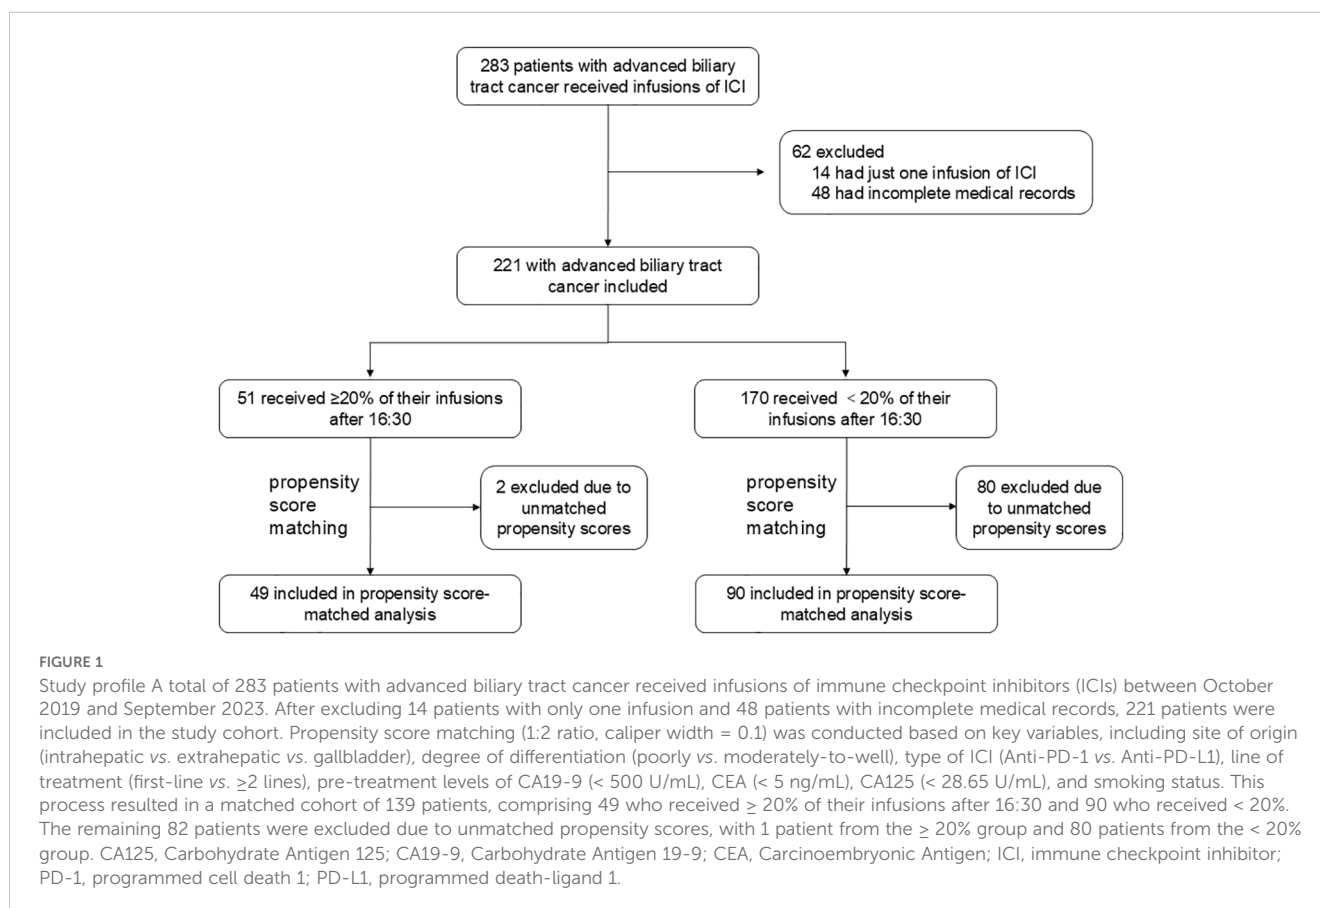 283 patients with advanced biliary
tract cancer received infusions of ICI
62 excluded
14 had just one infusion of ICI
48 had incomplete medical records
221 with advanced biliary tract
cancer included
51 received ≥20% of their infusions
after 16:30
170 received < 20% of their
infusions after 16:30
propensity
score
matching
2 excluded due to
unmatched
propensity scores
propensity
score
matching
80 excluded due
to unmatched
propensity scores
49 included in propensity score-
matched analysis
90 included in propensity score-
matched analysis
FIGURE 1
Study profile A total of 283 patients with advanced biliary tract cancer received infusions of immune checkpoint inhibitors (ICIs) between October
2019 and September 2023. After excluding 14 patients with only one infusion and 48 patients with incomplete medical records, 221 patients were
included in the study cohort. Propensity score matching (1:2 ratio, caliper width = 0.1) was conducted based on key variables, including site of origin
(intrahepatic vs. extrahepatic vs. gallbladder), degree of differentiation (poorly vs. moderately-to-well), type of ICI (Anti-PD-1 vs. Anti-PD-L1), line of
treatment (first-line vs. ≥2 lines), pre-treatment levels of CA19-9 (< 500 U/mL), CEA (< 5 ng/mL), CA125 (< 28.65 U/mL), and smoking status. This
process resulted in a matched cohort of 139 patients, comprising 49 who received ≥ 20% of their infusions after 16:30 and 90 who received < 20%.
The remaining 82 patients were excluded due to unmatched propensity scores, with 1 patient from the ≥ 20% group and 80 patients from the < 20%
group. CA125, Carbohydrate Antigen 125; CA19-9, Carbohydrate Antigen 19-9; CEA, Carcinoembryonic Antigen; ICI, immune checkpoint inhibitor;
PD-1, programmed cell death 1; PD-L1, programmed death-ligand 1.